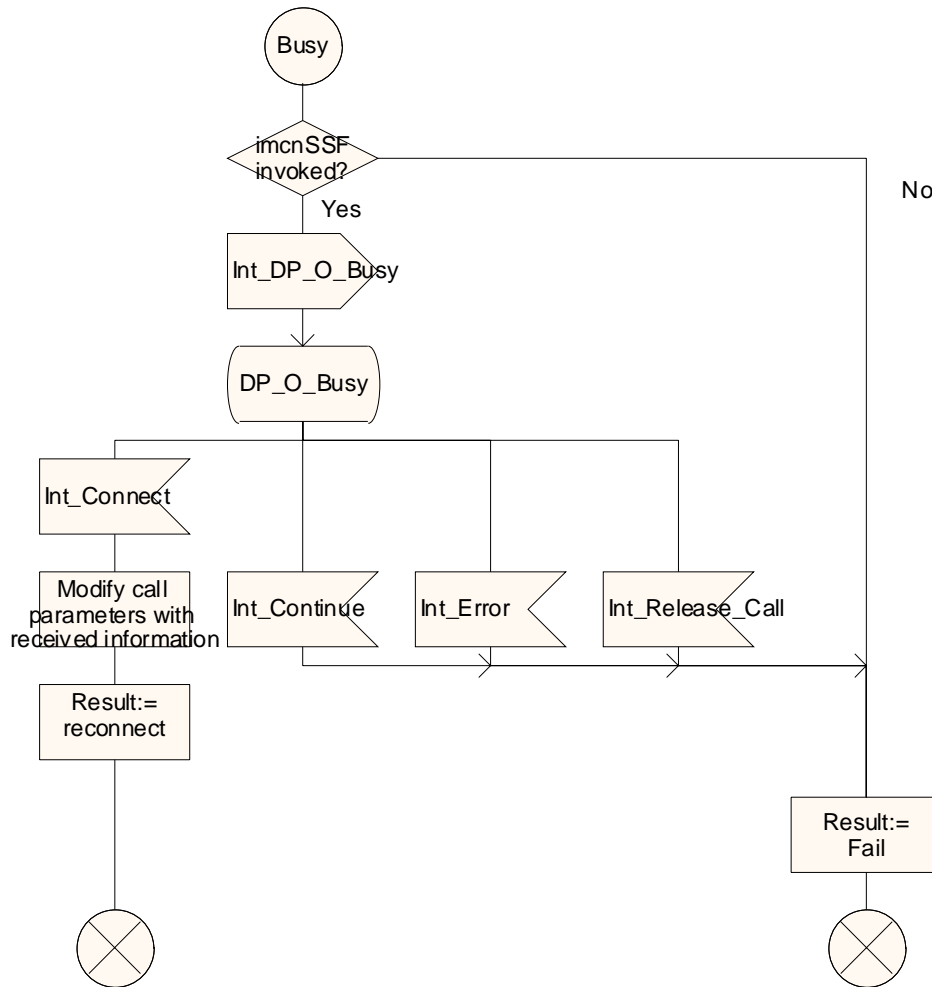 Busy
imcnSSF
invoked?
No
Yes
Int_DP_O_Busy
DP_O_Busy
Int_Connect
Modify call
parameters with
received information
Int_Continue
Int_Error
Int_Release_Call
Result:=
reconnect
Result:=
Fail